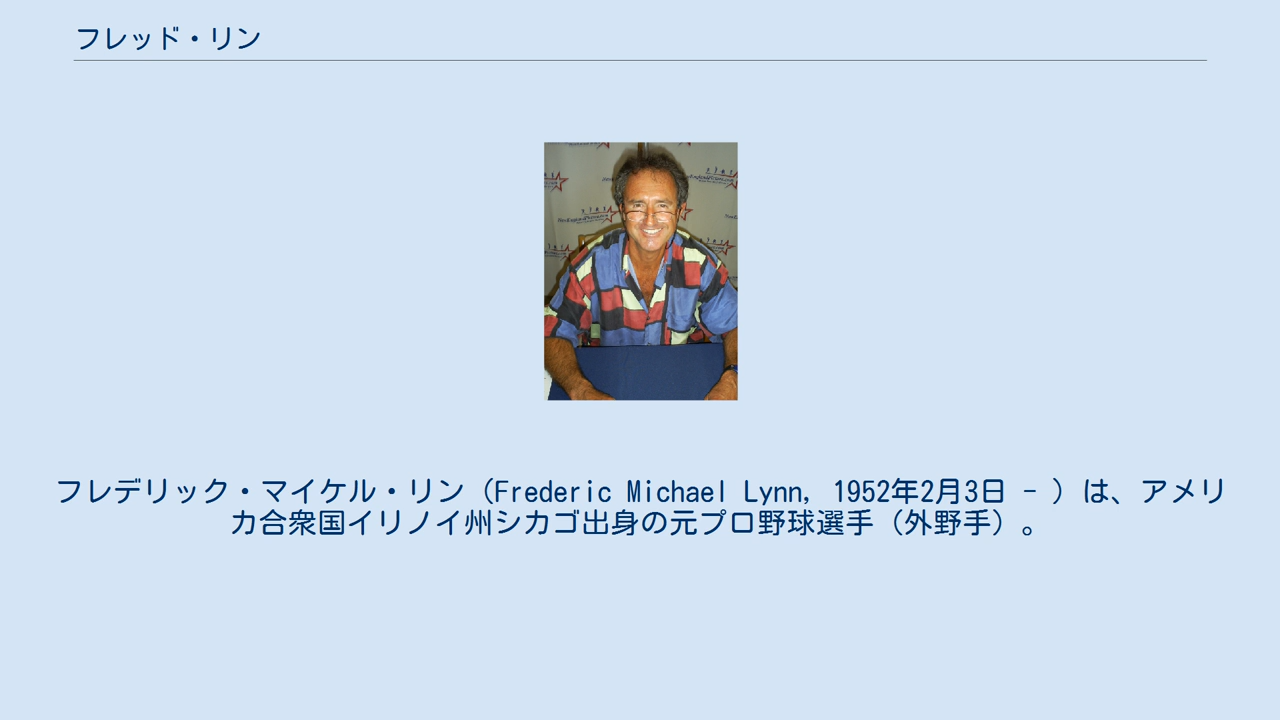 フレッド・リン
フレデリック・マイケル・リン（Frederic Michael Lynn, 1952年2月3日 - ）は、アメリ
カ合衆国イリノイ州シカゴ出身の元プロ野球選手（外野手）。